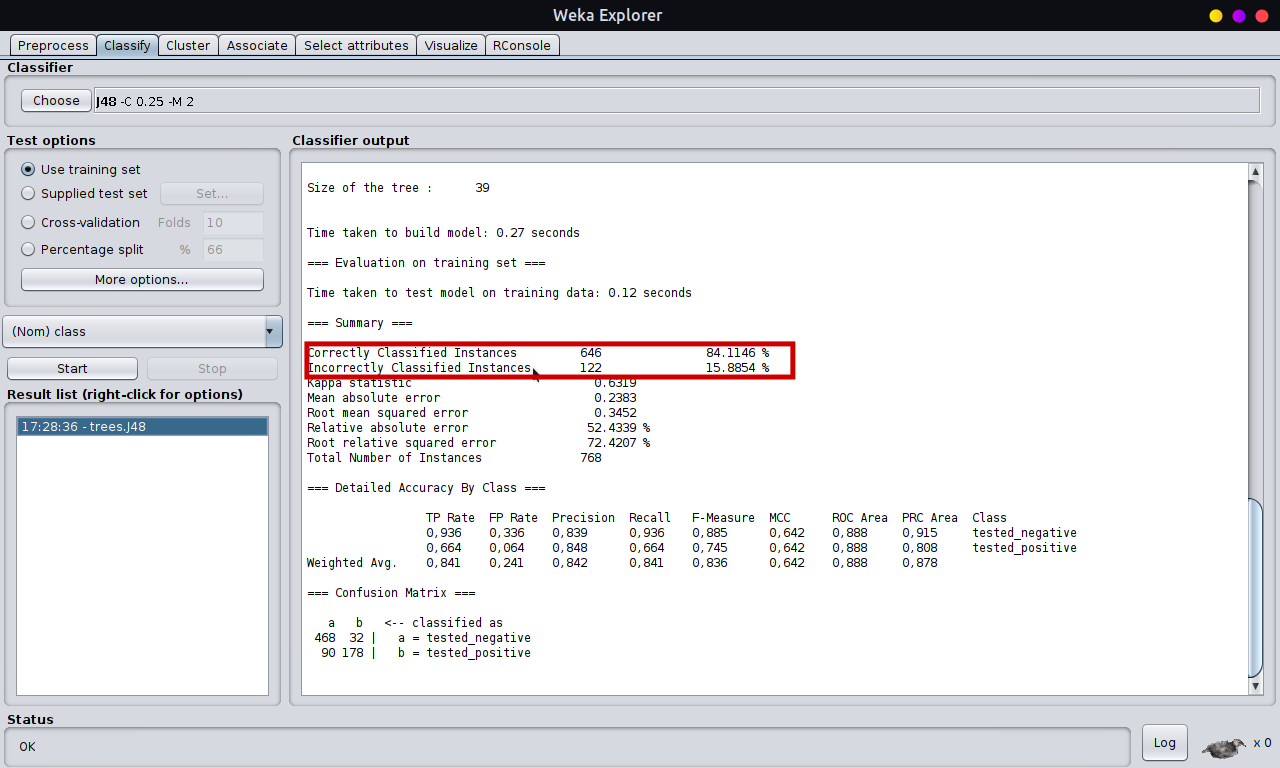 Weka Explorer
Preprocess Classify Cluster Associate Select attributes Visualize RConsole
Classifier
Choose J48 -C 0.25 -M 2
Test options
Use training set
Supplied test set Set...
Cross-validation Folds 10
Percentage split % 66
More options...
(Nom) class
Start Stop
Result list (right-click for options)
17:28:36 - trees.J48
Classifier output
Size of the tree : 39
Time taken to build model: 0.27 seconds
=== Evaluation on training set ===
Time taken to test model on training data: 0.12 seconds
=== Summary ===
Correctly Classified Instances 646 84.1146 %
Incorrectly Classified Instances 122 15.8854 %
Kappa statistic 0.6319
Mean absolute error 0.2383
Root mean squared error 0.3452
Relative absolute error 52.4339 %
Root relative squared error 72.4207 %
Total Number of Instances 768
=== Detailed Accuracy By Class ===
TP Rate FP Rate Precision Recall F-Measure MCC ROC Area PRC Area Class
0,936 0,336 0,839 0,936 0,885 0,642 0,888 0,915 tested_negative
0,664 0,064 0,848 0,664 0,745 0,642 0,888 0,808 tested_positive
Weighted Avg. 0,841 0,241 0,842 0,841 0,836 0,642 0,888 0,878
=== Confusion Matrix ===
a b <-- classified as
468 32 | a = tested_negative
90 178 | b = tested_positive
Status
OK
Log
x 0